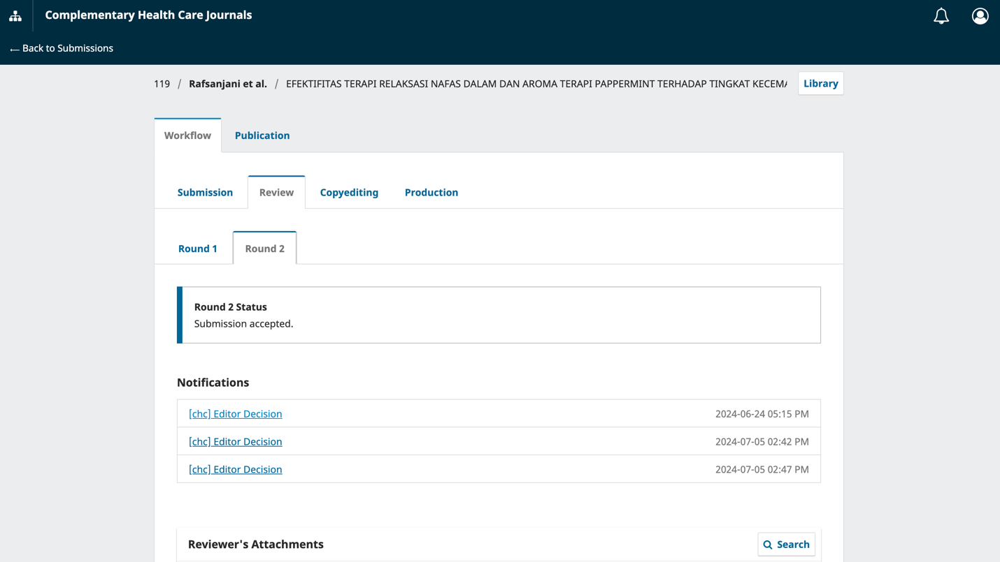 Complementary Health Care Journals
← Back to Submissions
119 / Rafsanjani et al. / EFEKTIFITAS TERAPI RELAKSASI NAFAS DALAM DAN AROMA TERAPI PAPPERMINT TERHADAP TINGKAT KECEMA
Library
Workflow Publication
Submission Review Copyediting Production
Round 1 Round 2
Round 2 Status
Submission accepted.
Notifications
[chc] Editor Decision 2024-06-24 05:15 PM
[chc] Editor Decision 2024-07-05 02:42 PM
[chc] Editor Decision 2024-07-05 02:47 PM
Reviewer's Attachments Search